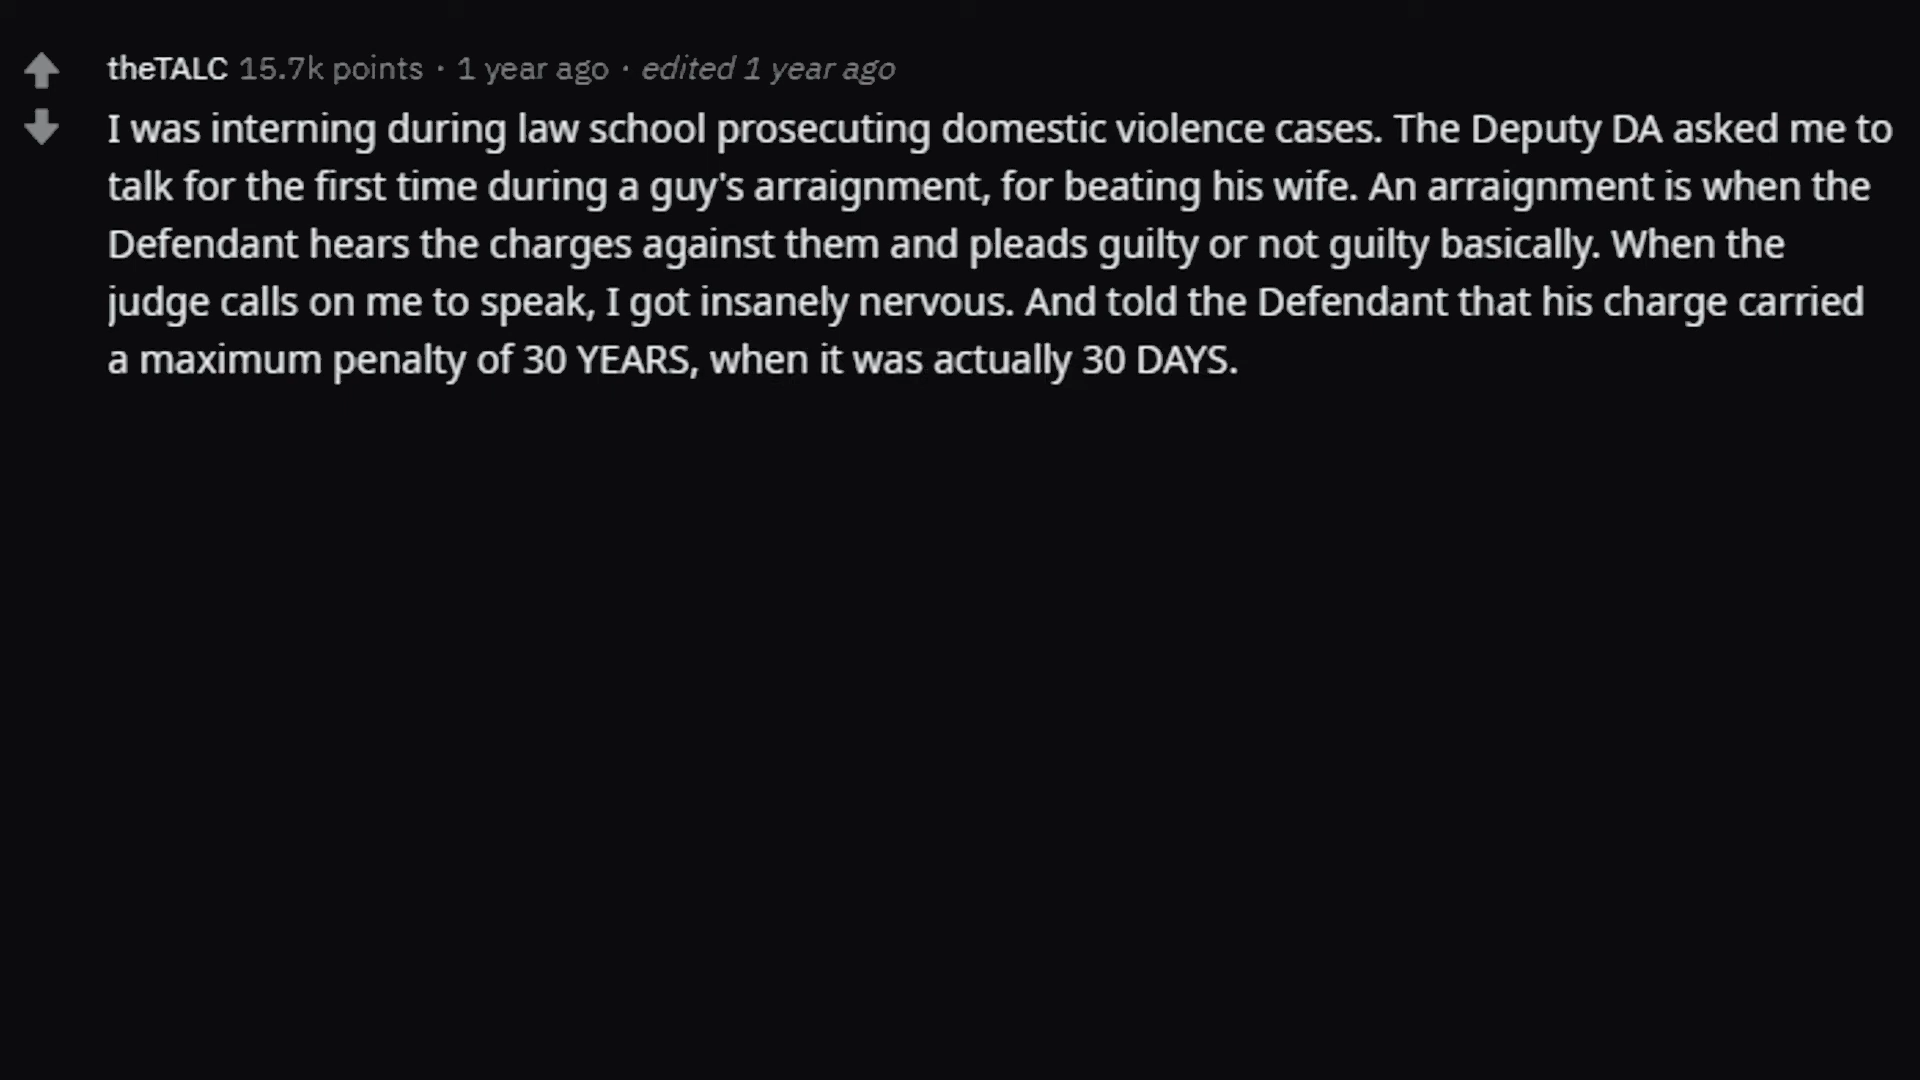 theTALC 15.7k points · 1 year ago · edited 1 year ago
I was interning during law school prosecuting domestic violence cases. The Deputy DA asked me to
talk for the first time during a guy's arraignment, for beating his wife. An arraignment is when the
Defendant hears the charges against them and pleads guilty or not guilty basically. When the
judge calls on me to speak, I got insanely nervous. And told the Defendant that his charge carried
a maximum penalty of 30 YEARS, when it was actually 30 DAYS.